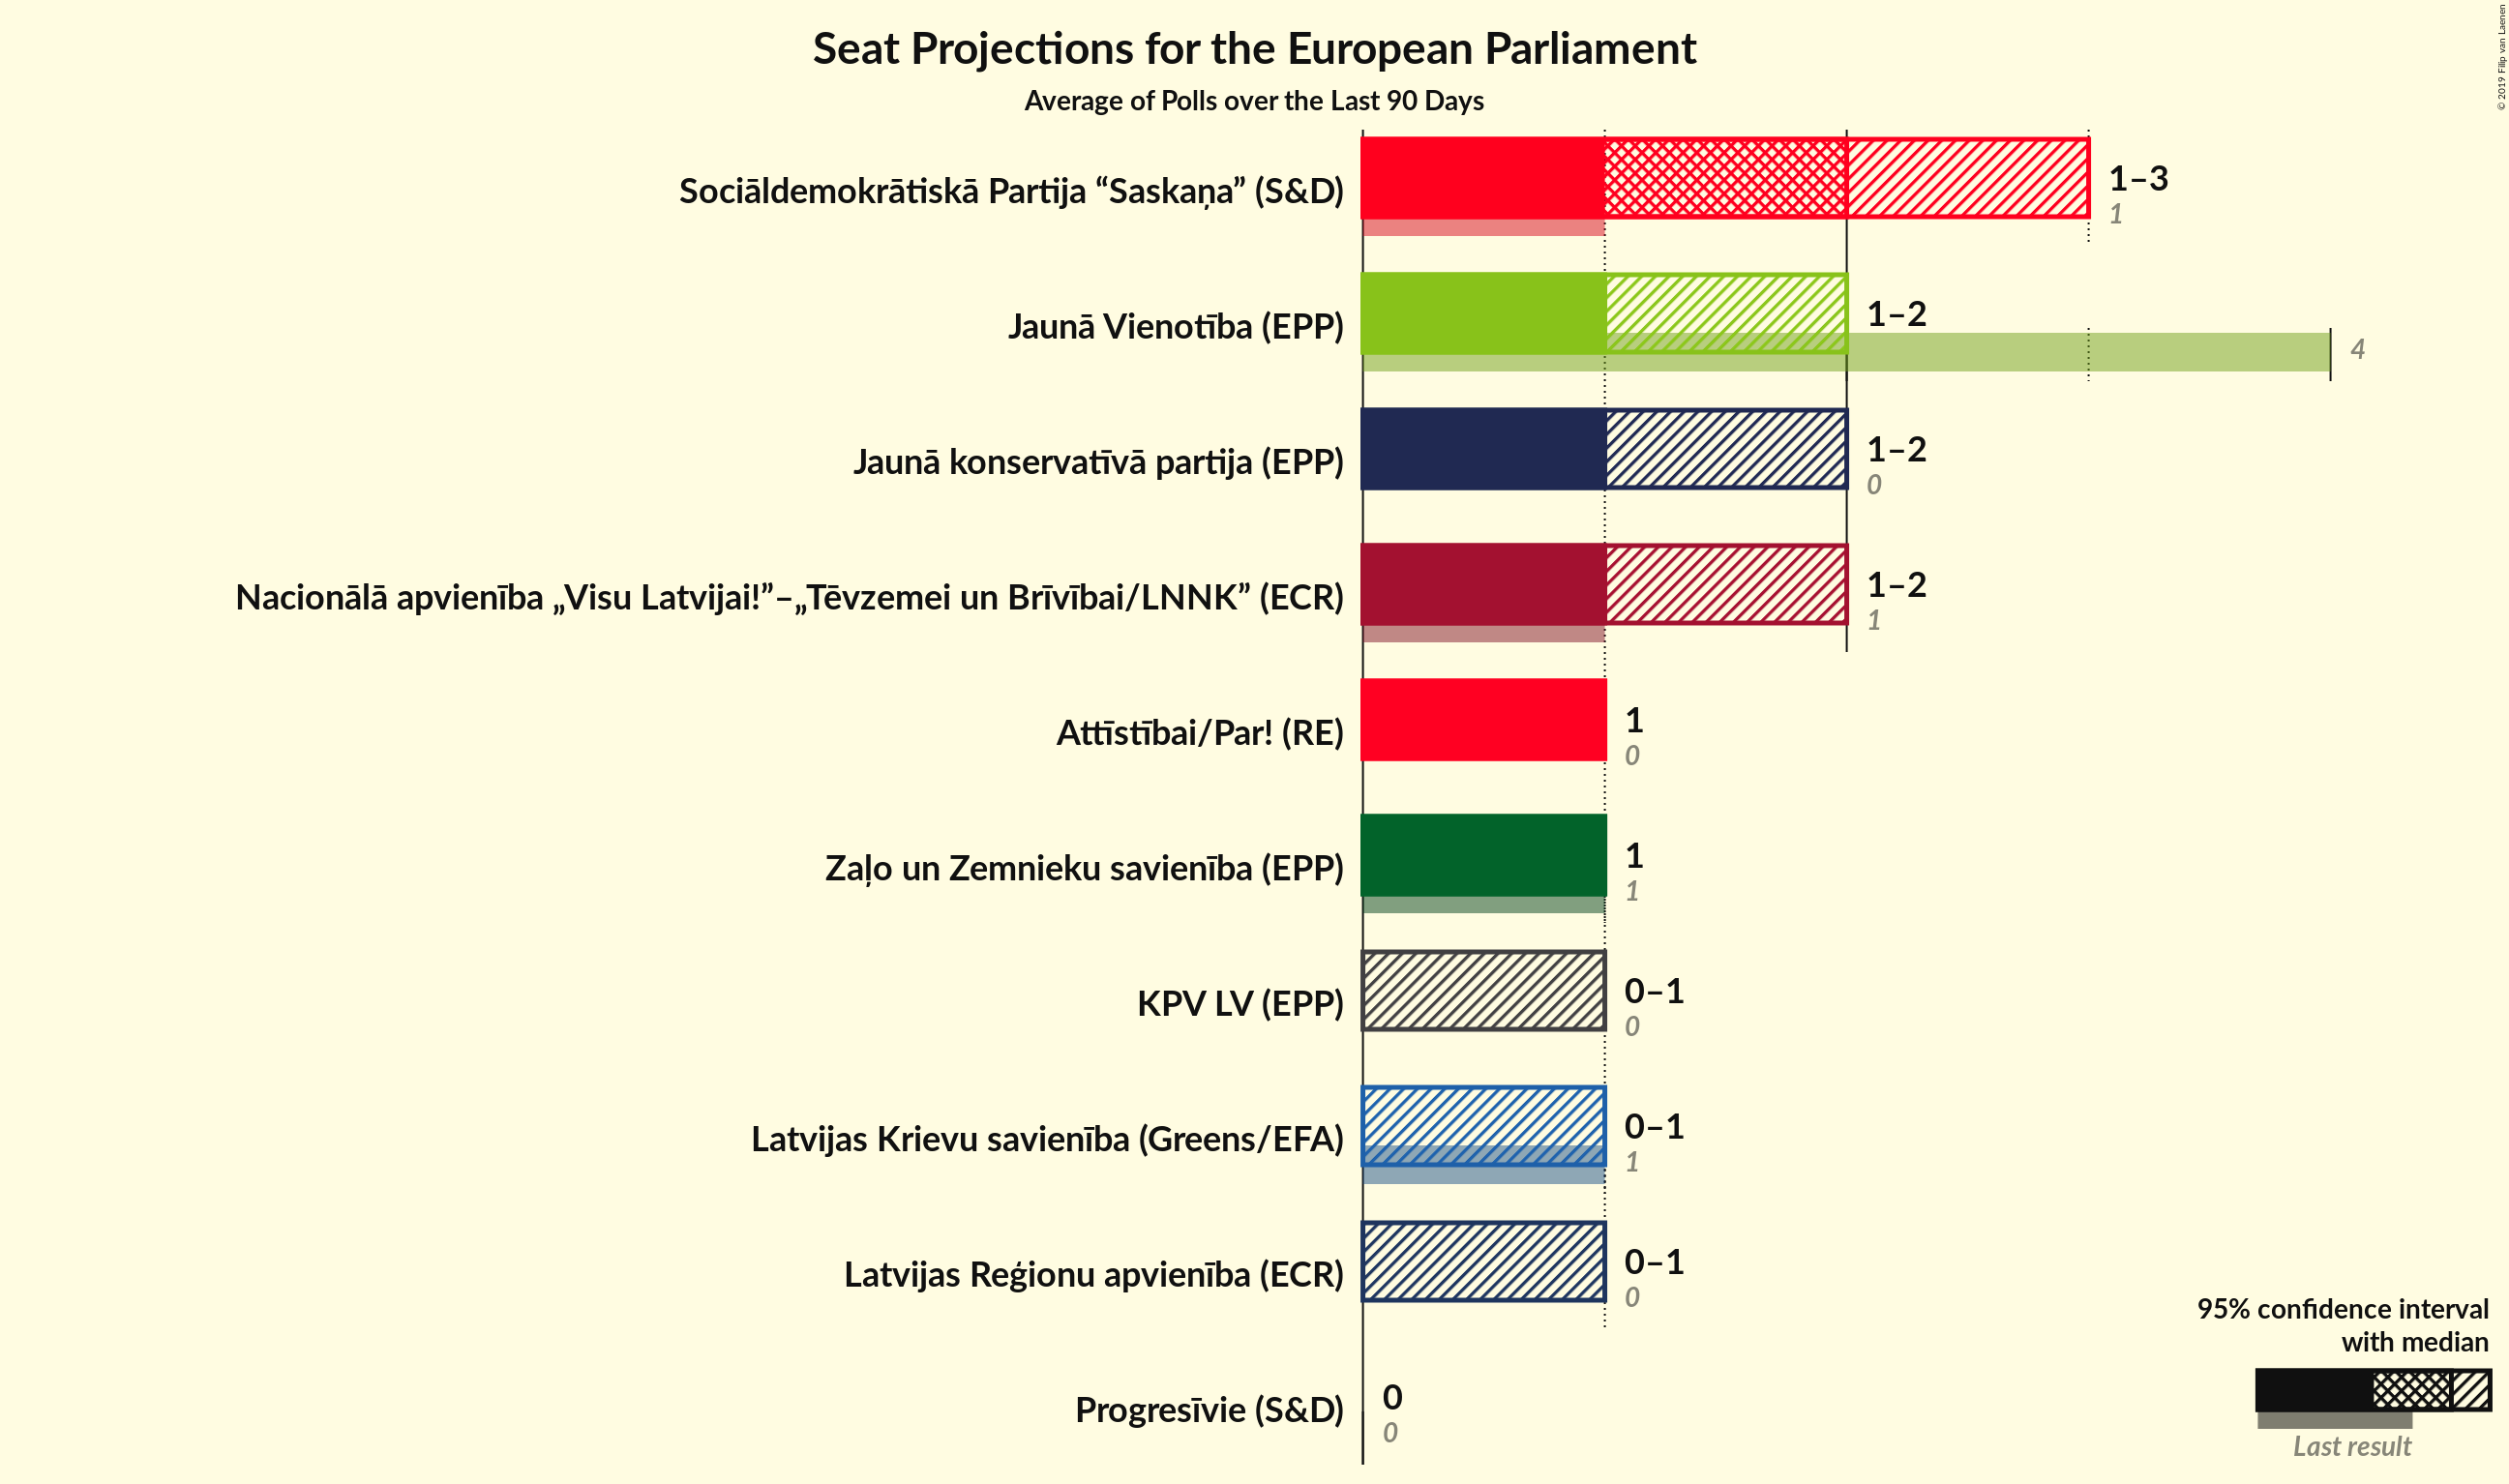 Seat Projections for the European Parliament
Average of Polls over the Last 90 Days
© 2019 Filip van Laenen
Sociāldemokrātiskā Partija “Saskaņa” (S&D)
1–3
1
Jaunā Vienotība (EPP)
1–2
4
Jaunā konservatīvā partija (EPP)
1–2
0
Nacionālā apvienība „Visu Latvijai!”–„Tēvzemei un Brīvībai/LNNK” (ECR)
1–2
1
Attīstībai/Par! (RE)
1
0
Zaļo un Zemnieku savienība (EPP)
1
1
KPV LV (EPP)
0–1
0
Latvijas Krievu savienība (Greens/EFA)
0–1
1
Latvijas Reģionu apvienība (ECR)
0–1
0
Progresīvie (S&D)
0
0
95% confidence interval
with median
Last result